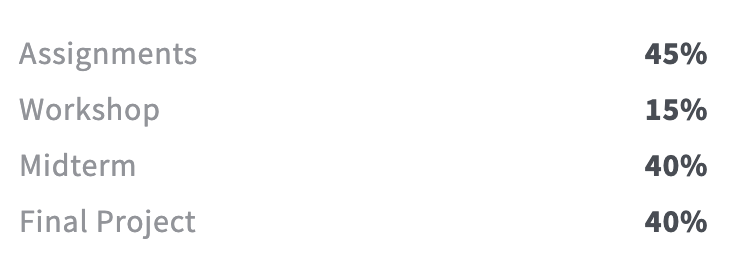 Assignments 45%
Workshop 15%
Midterm 40%
Final Project 40%